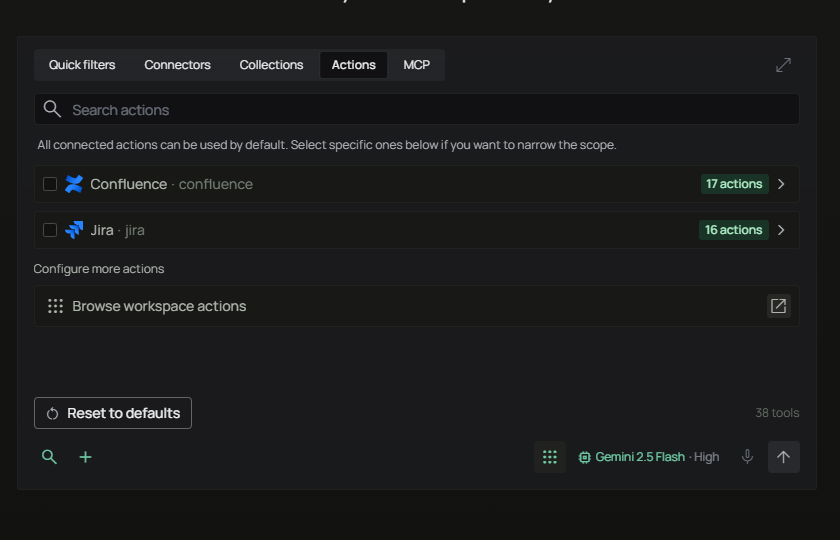 Quick filters Connectors Collections Actions MCP
Search actions
All connected actions can be used by default. Select specific ones below if you want to narrow the scope.
Confluence · confluence 17 actions
Jira · jira 16 actions
Configure more actions
Browse workspace actions
Reset to defaults 38 tools
Gemini 2.5 Flash · High